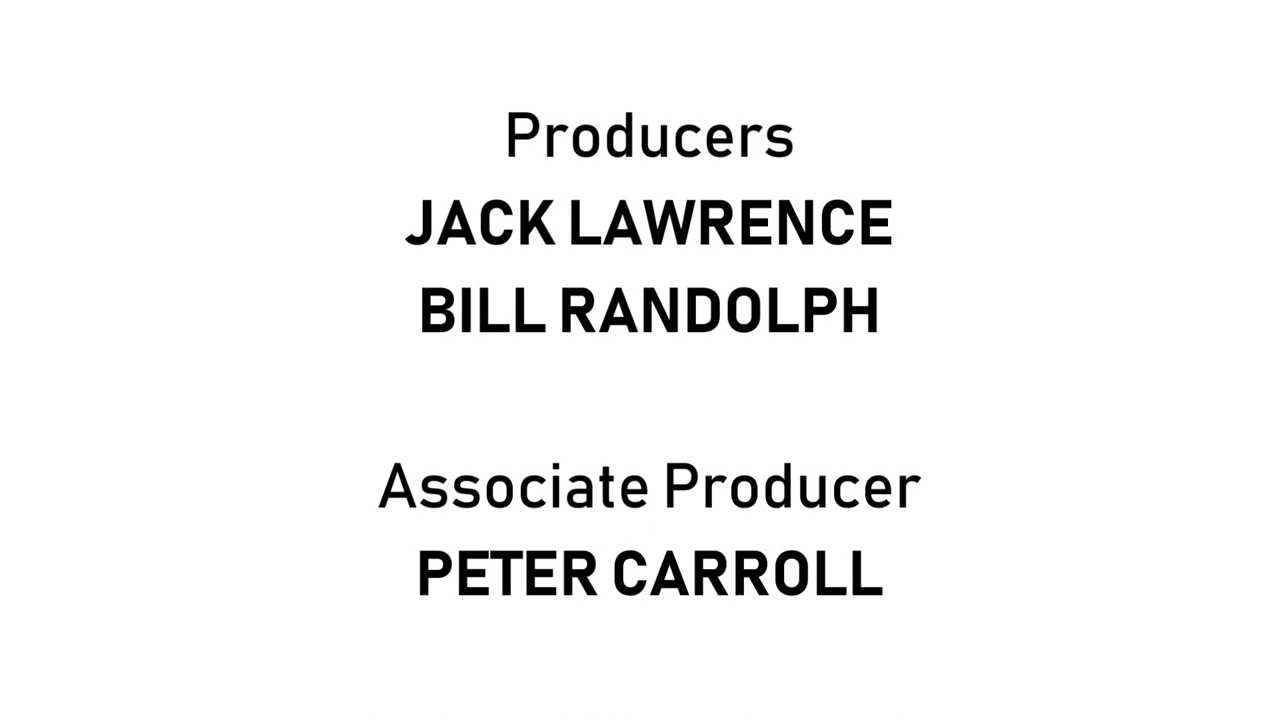 Producers
JACK LAWRENCE
BILL RANDOLPH
Associate Producer
PETER CARROLL